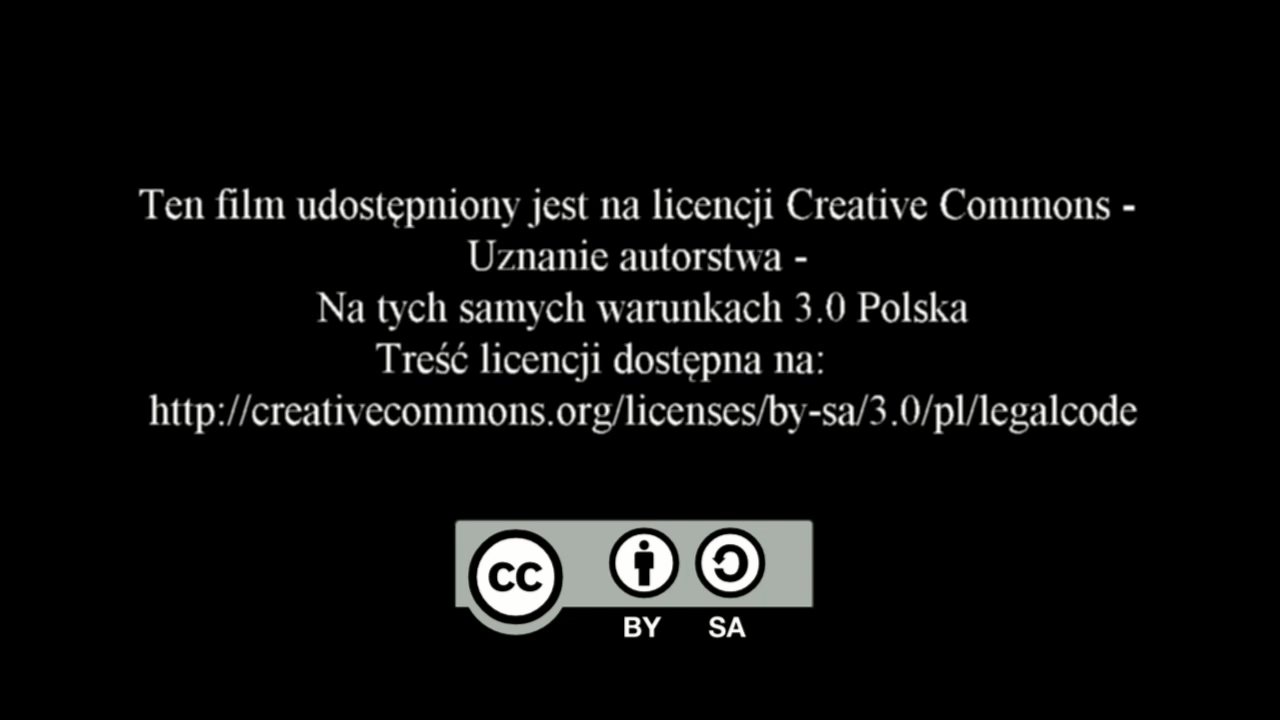 Ten film udostępniony jest na licencji Creative Commons -
Uznanie autorstwa -
Na tych samych warunkach 3.0 Polska
Treść licencji dostępna na:
http://creativecommons.org/licenses/by-sa/3.0/pl/legalcode
CC
BY SA